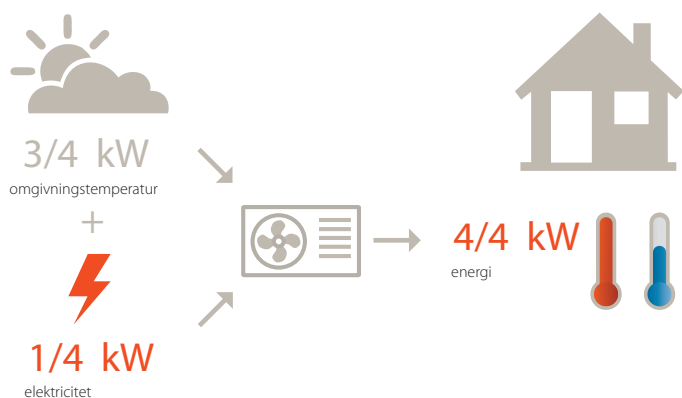 3/4 kW
omgivningstemperatur
+
1/4 kW
elektricitet
4/4 kW
energi